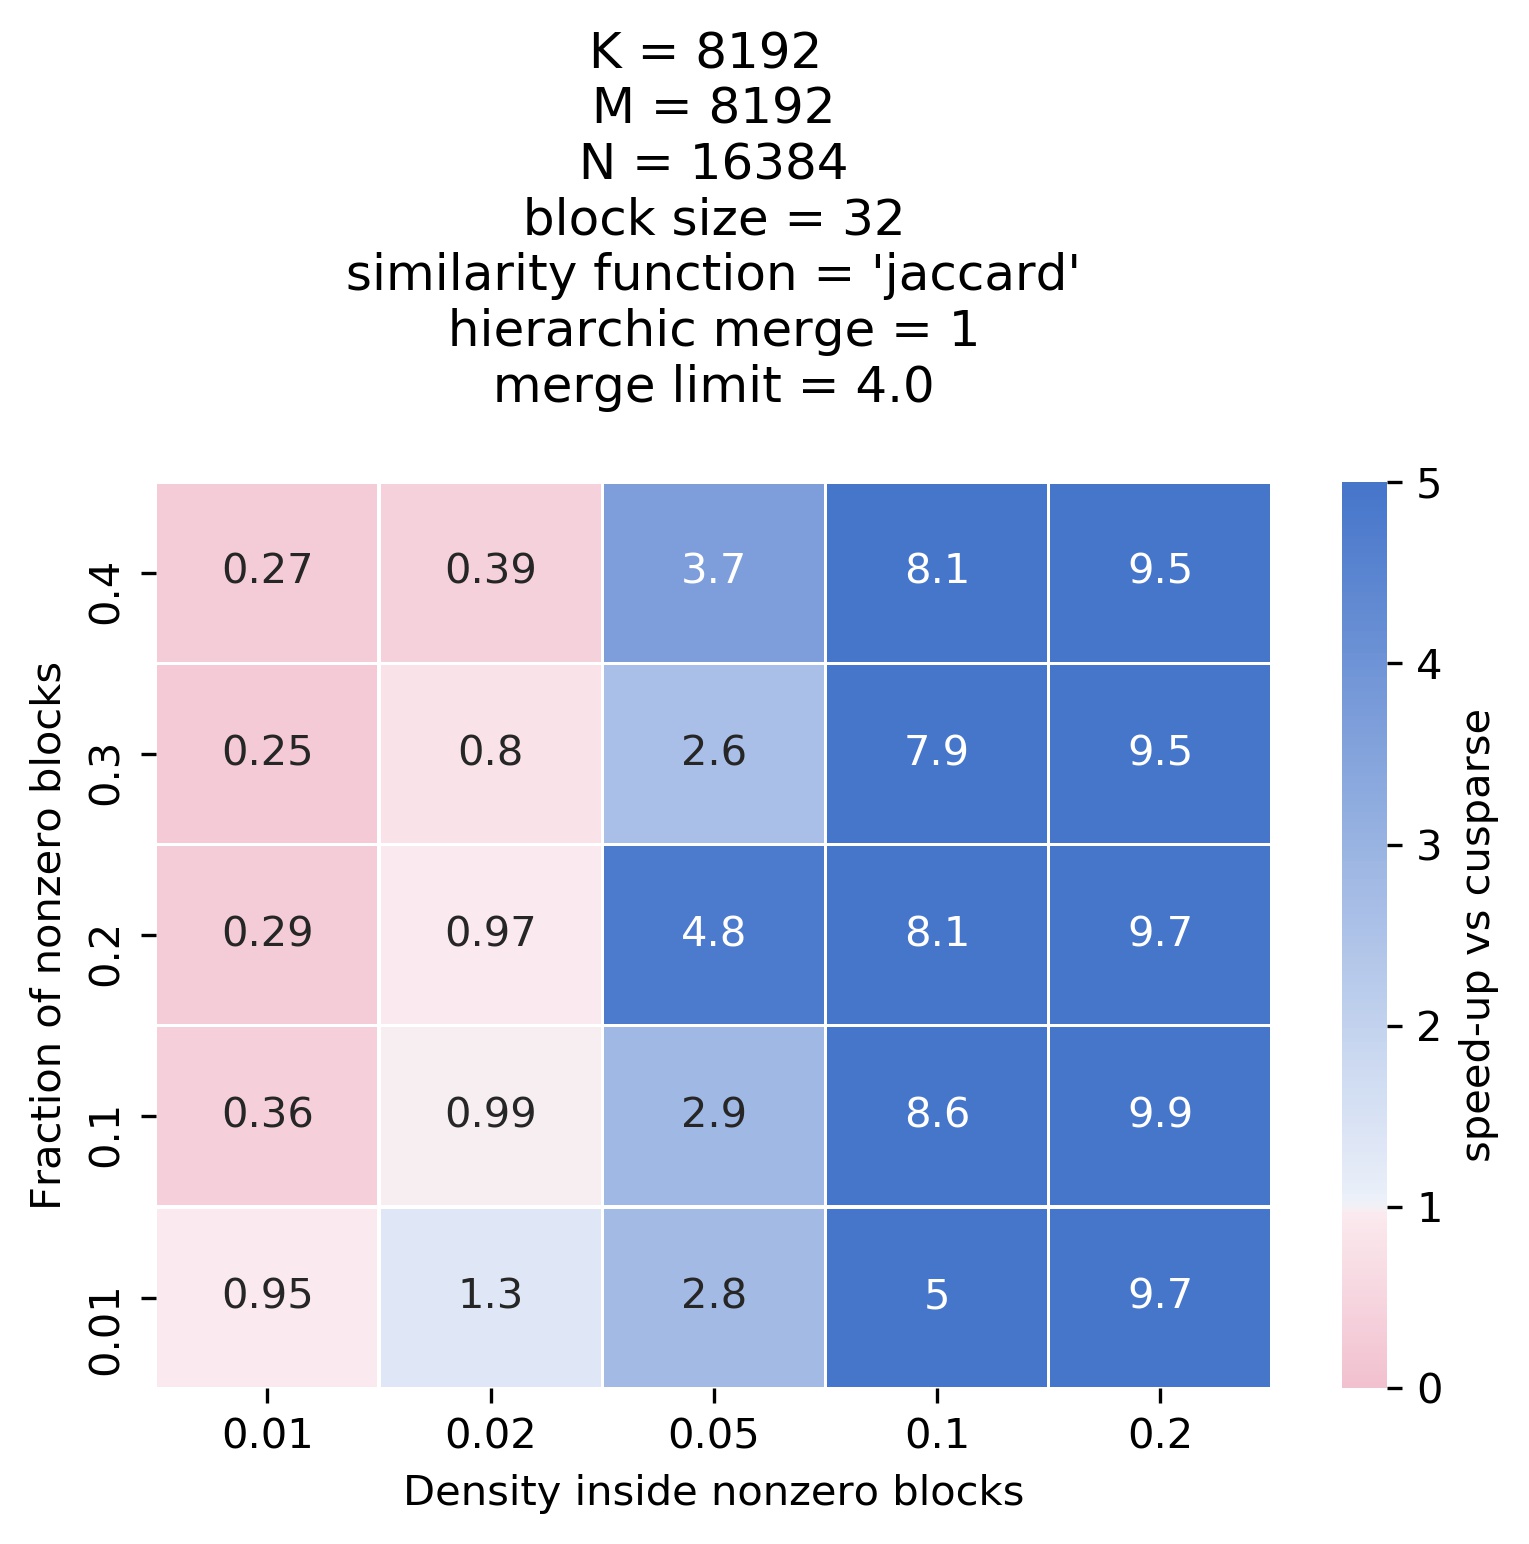 K = 8192
M = 8192
N = 16384
block size = 32
similarity function = 'jaccard'
hierarchic merge = 1
merge limit = 4.0
Fraction of nonzero blocks
0.4 0.27 0.39 3.7 8.1 9.5
0.3 0.25 0.8 2.6 7.9 9.5
0.2 0.29 0.97 4.8 8.1 9.7
0.1 0.36 0.99 2.9 8.6 9.9
0.01 0.95 1.3 2.8 5 9.7
0.01 0.02 0.05 0.1 0.2
Density inside nonzero blocks
5
4
3
2
1
0
speed-up vs cusparse